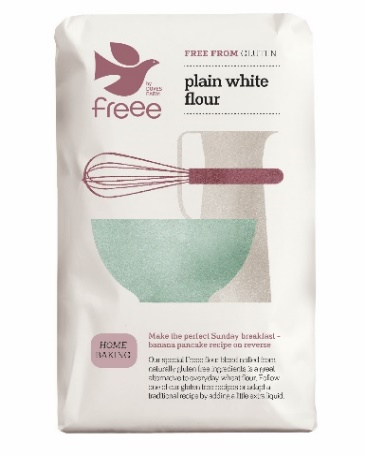 FREE FROM GLUTEN
by
DOVES
FARM
freee
plain white
flour
HOME
BAKING
Make the perfect Sunday breakfast –
banana pancake recipe on reverse
Our special Freee flour blend milled from
naturally gluten free ingredients is a great
alternative to everyday wheat flour. Follow
one of our gluten free recipes or adapt a
traditional recipe by adding a little extra liquid.